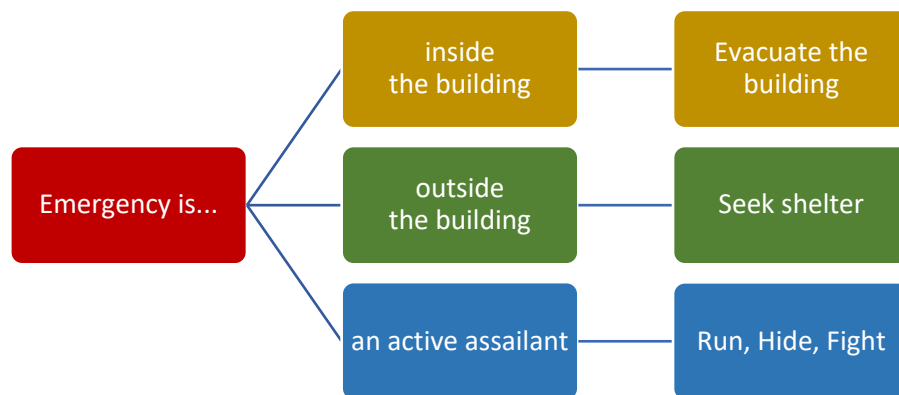 Emergency is...
inside
the building
Evacuate the
building
outside
the building
Seek shelter
an active assailant
Run, Hide, Fight